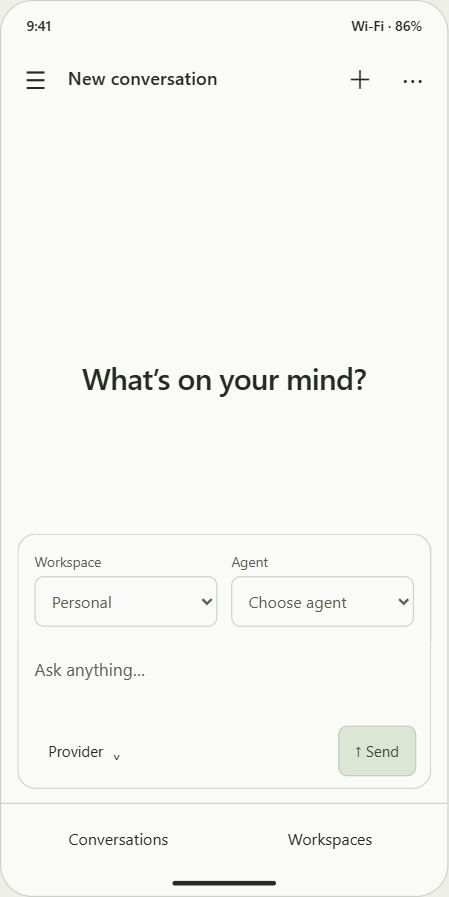 9:41 Wi-Fi · 86%
New conversation
What's on your mind?
Workspace Agent
Personal Choose agent
Ask anything...
Provider ↑ Send
Conversations Workspaces